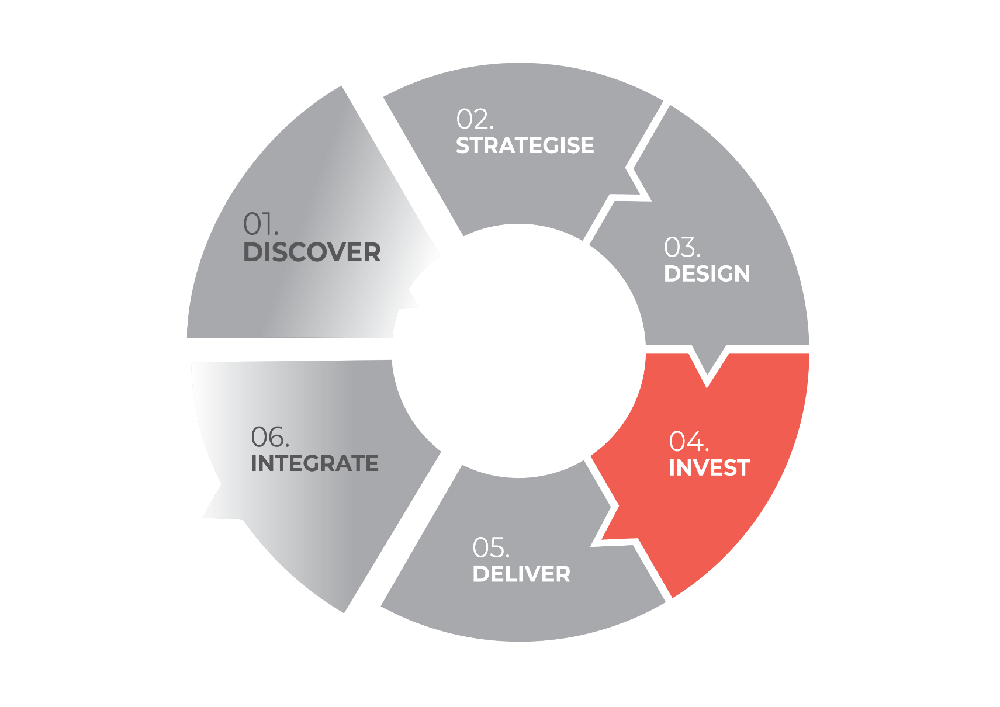 01.
DISCOVER
02.
STRATEGISE
03.
DESIGN
04.
INVEST
05.
DELIVER
06.
INTEGRATE